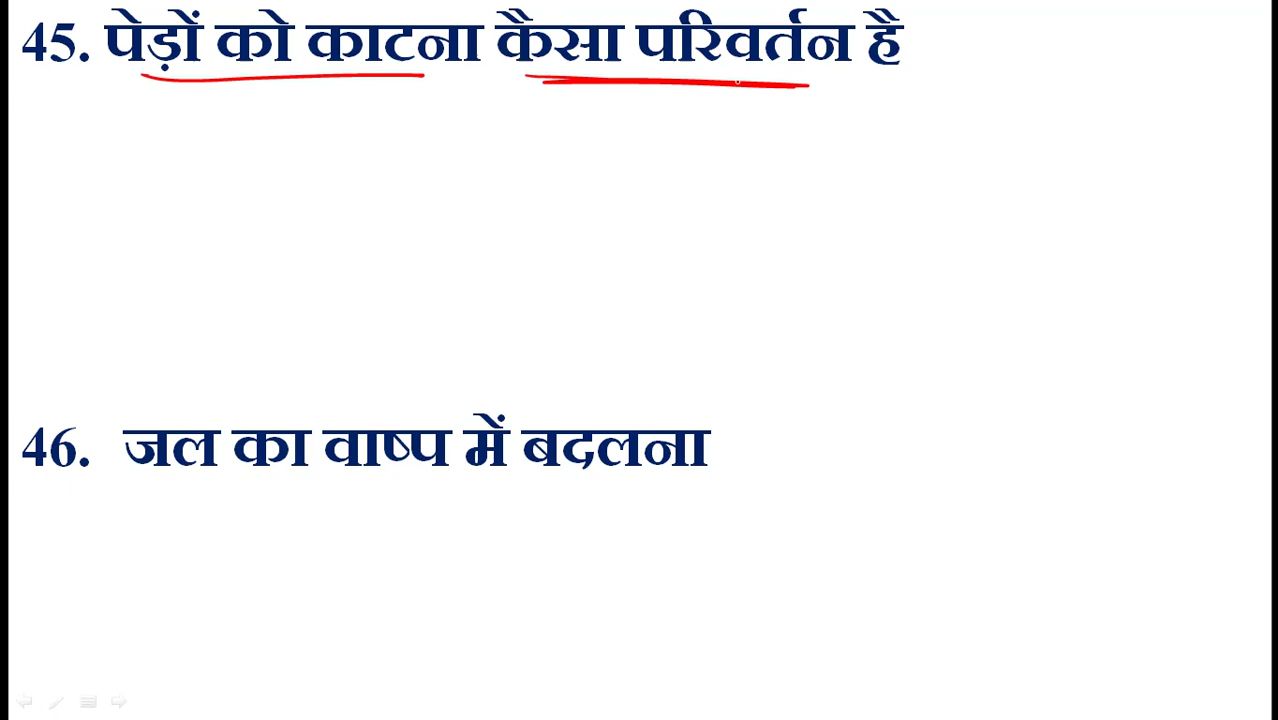 45. पेड़ों को काटना कैसा परिवर्तन है
46. जल का वाष्प में बदलना